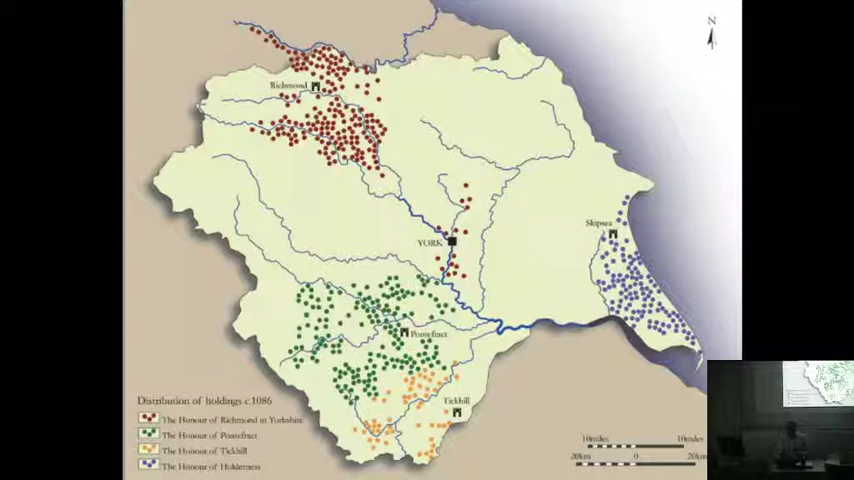 N
Richmond
Skipsea
YORK
Pontefract
Tickhill
Distribution of holdings c.1086
The Honour of Richmond in Yorkshire
The Honour of Pontefract
The Honour of Tickhill
The Honour of Holderness
10miles 0 10miles
20km 0 20km